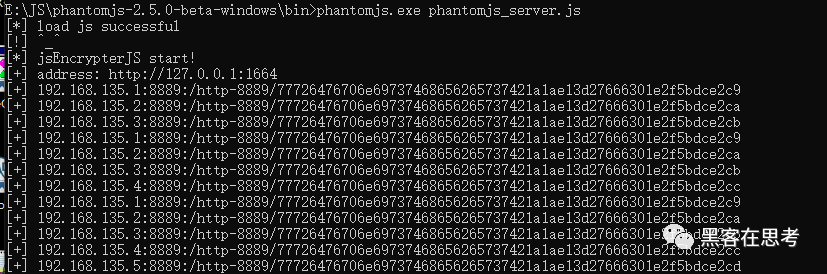 E:\JS\phantomjs-2.5.0-beta-windows\bin>phantomjs.exe phantomjs_server.js
[*] load js successful
[!] ^_^
[*] jsEncrypterJS start!
[+] address: http://127.0.0.1:1664
[+] 192.168.135.1:8889:/http-8889/77726476706e69737468656265737421a1ae13d27666301e2f5bdce2c9
[+] 192.168.135.2:8889:/http-8889/77726476706e69737468656265737421a1ae13d27666301e2f5bdce2ca
[+] 192.168.135.3:8889:/http-8889/77726476706e69737468656265737421a1ae13d27666301e2f5bdce2cb
[+] 192.168.135.1:8889:/http-8889/77726476706e69737468656265737421a1ae13d27666301e2f5bdce2c9
[+] 192.168.135.2:8889:/http-8889/77726476706e69737468656265737421a1ae13d27666301e2f5bdce2ca
[+] 192.168.135.3:8889:/http-8889/77726476706e69737468656265737421a1ae13d27666301e2f5bdce2cb
[+] 192.168.135.4:8889:/http-8889/77726476706e69737468656265737421a1ae13d27666301e2f5bdce2cc
[+] 192.168.135.1:8889:/http-8889/77726476706e69737468656265737421a1ae13d27666301e2f5bdce2c9
[+] 192.168.135.2:8889:/http-8889/77726476706e69737468656265737421a1ae13d27666301e2f5bdce2ca
[+] 192.168.135.3:8889:/http-8889/77726476706e69737468656265737421a1ae13d27666301e2f5bdce2cb
[+] 192.168.135.4:8889:/http-8889/77726476706e69737468656265737421a1ae13d27666301e2f5bdce2cc
[+] 192.168.135.5:8889:/http-8889/77726476706e69737468656265737421a1ae13d27666301e2f5bdce2cd
黑客在思考